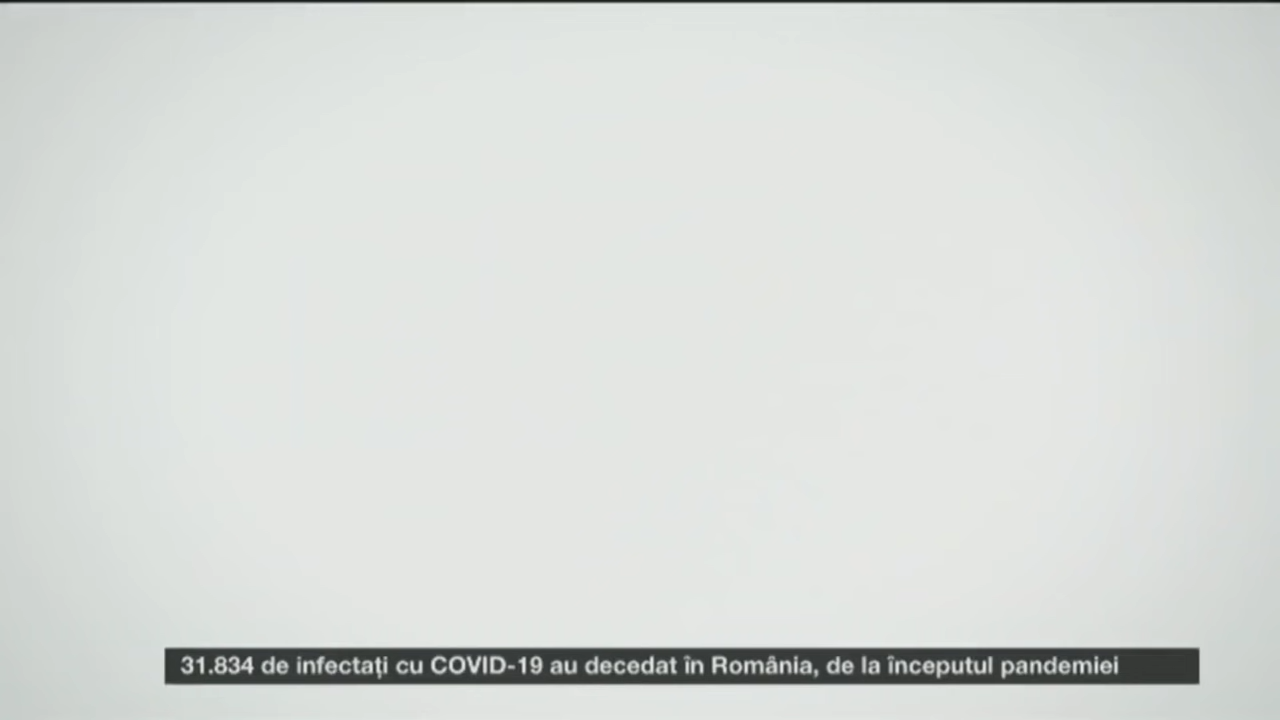 31.834 de infectați cu COVID-19 au decedat în România, de la începutul pandemiei